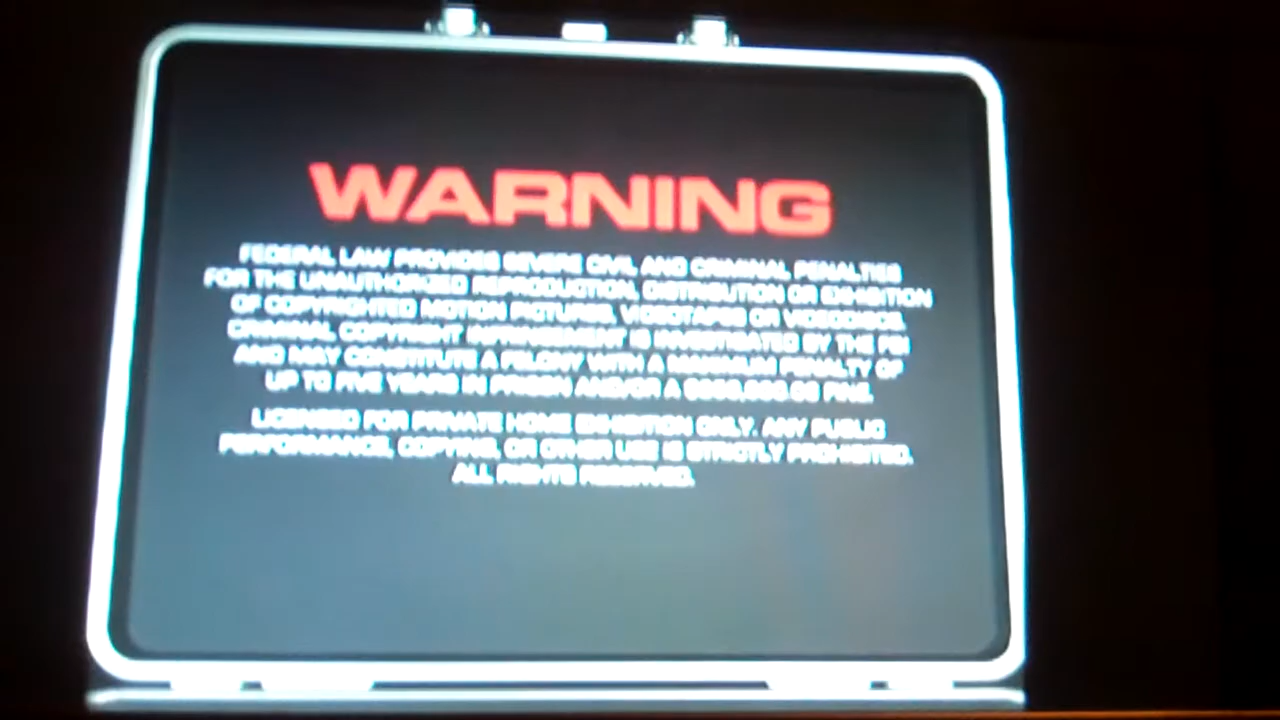 WARNING
FEDERAL LAW PROVIDES SEVERE CIVIL AND CRIMINAL PENALTIES
FOR THE UNAUTHORIZED REPRODUCTION, DISTRIBUTION OR EXHIBITION
OF COPYRIGHTED MOTION PICTURES, VIDEOTAPES OR VIDEODISCS.
CRIMINAL COPYRIGHT INFRINGEMENT IS INVESTIGATED BY THE FBI
AND MAY CONSTITUTE A FELONY WITH A MAXIMUM PENALTY OF
UP TO FIVE YEARS IN PRISON AND/OR A FINE.
LICENSED FOR PRIVATE HOME EXHIBITION ONLY. ANY PUBLIC
PERFORMANCE, COPYING, OR OTHER USE IS STRICTLY PROHIBITED.
ALL RIGHTS RESERVED.